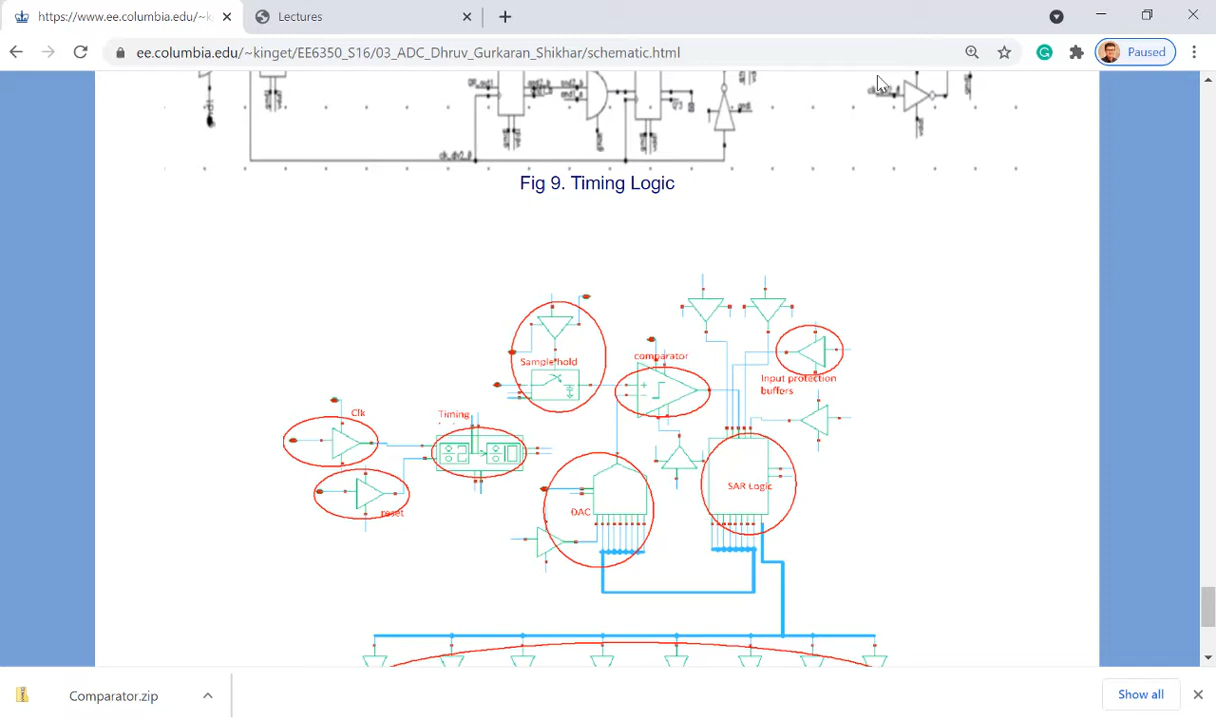 https://www.ee.columbia.edu/~k
Lectures
ee.columbia.edu/~kinget/EE6350_S16/03_ADC_Dhruv_Gurkaran_Shikhar/schematic.html
Paused
clk_div2_b
Fig 9. Timing Logic
Sample hold
comparator
Input protection
buffers
Clk
Timing
SAR Logic
DAC
reset
Comparator.zip
Show all